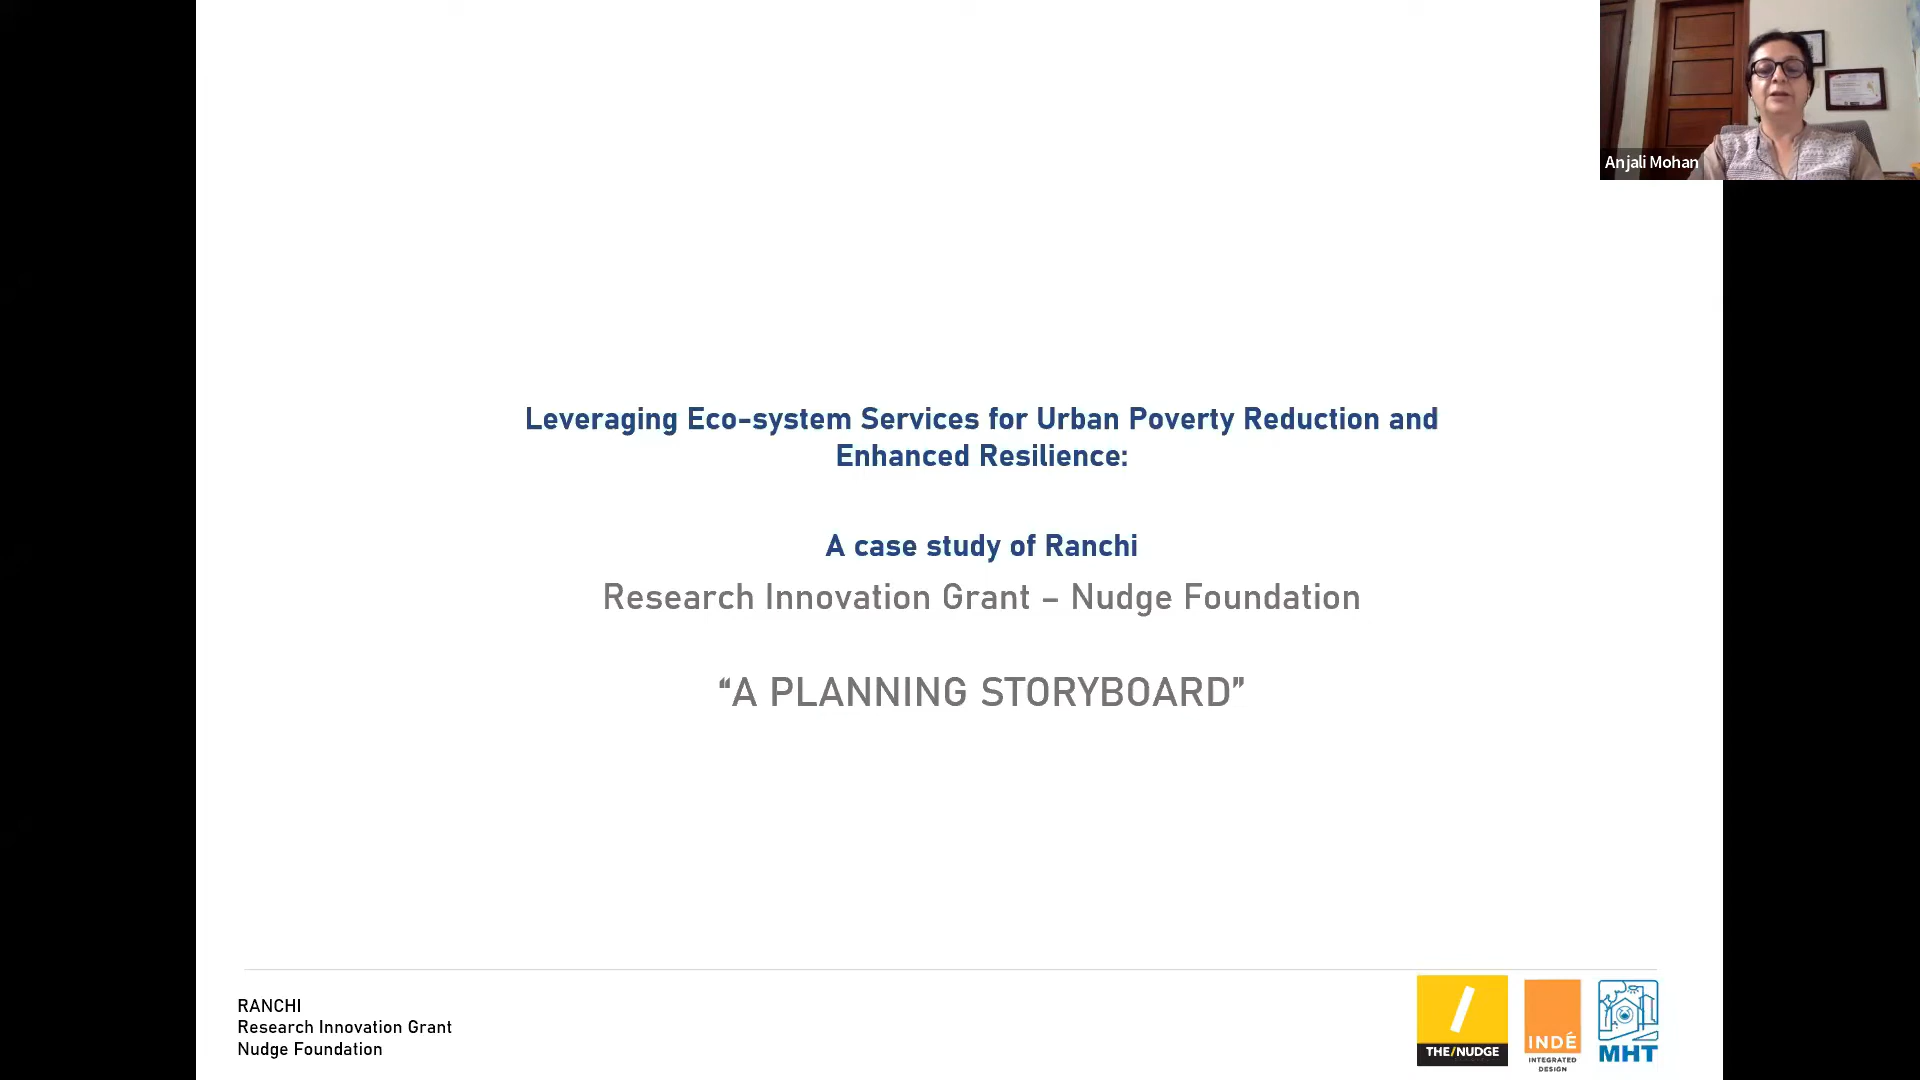 Anjali Mohan
Leveraging Eco-system Services for Urban Poverty Reduction and
Enhanced Resilience:
A case study of Ranchi
Research Innovation Grant – Nudge Foundation
“A PLANNING STORYBOARD”
RANCHI
Research Innovation Grant
Nudge Foundation
THE/NUDGE
INDÉ
INTEGRATED
DESIGN
MHT